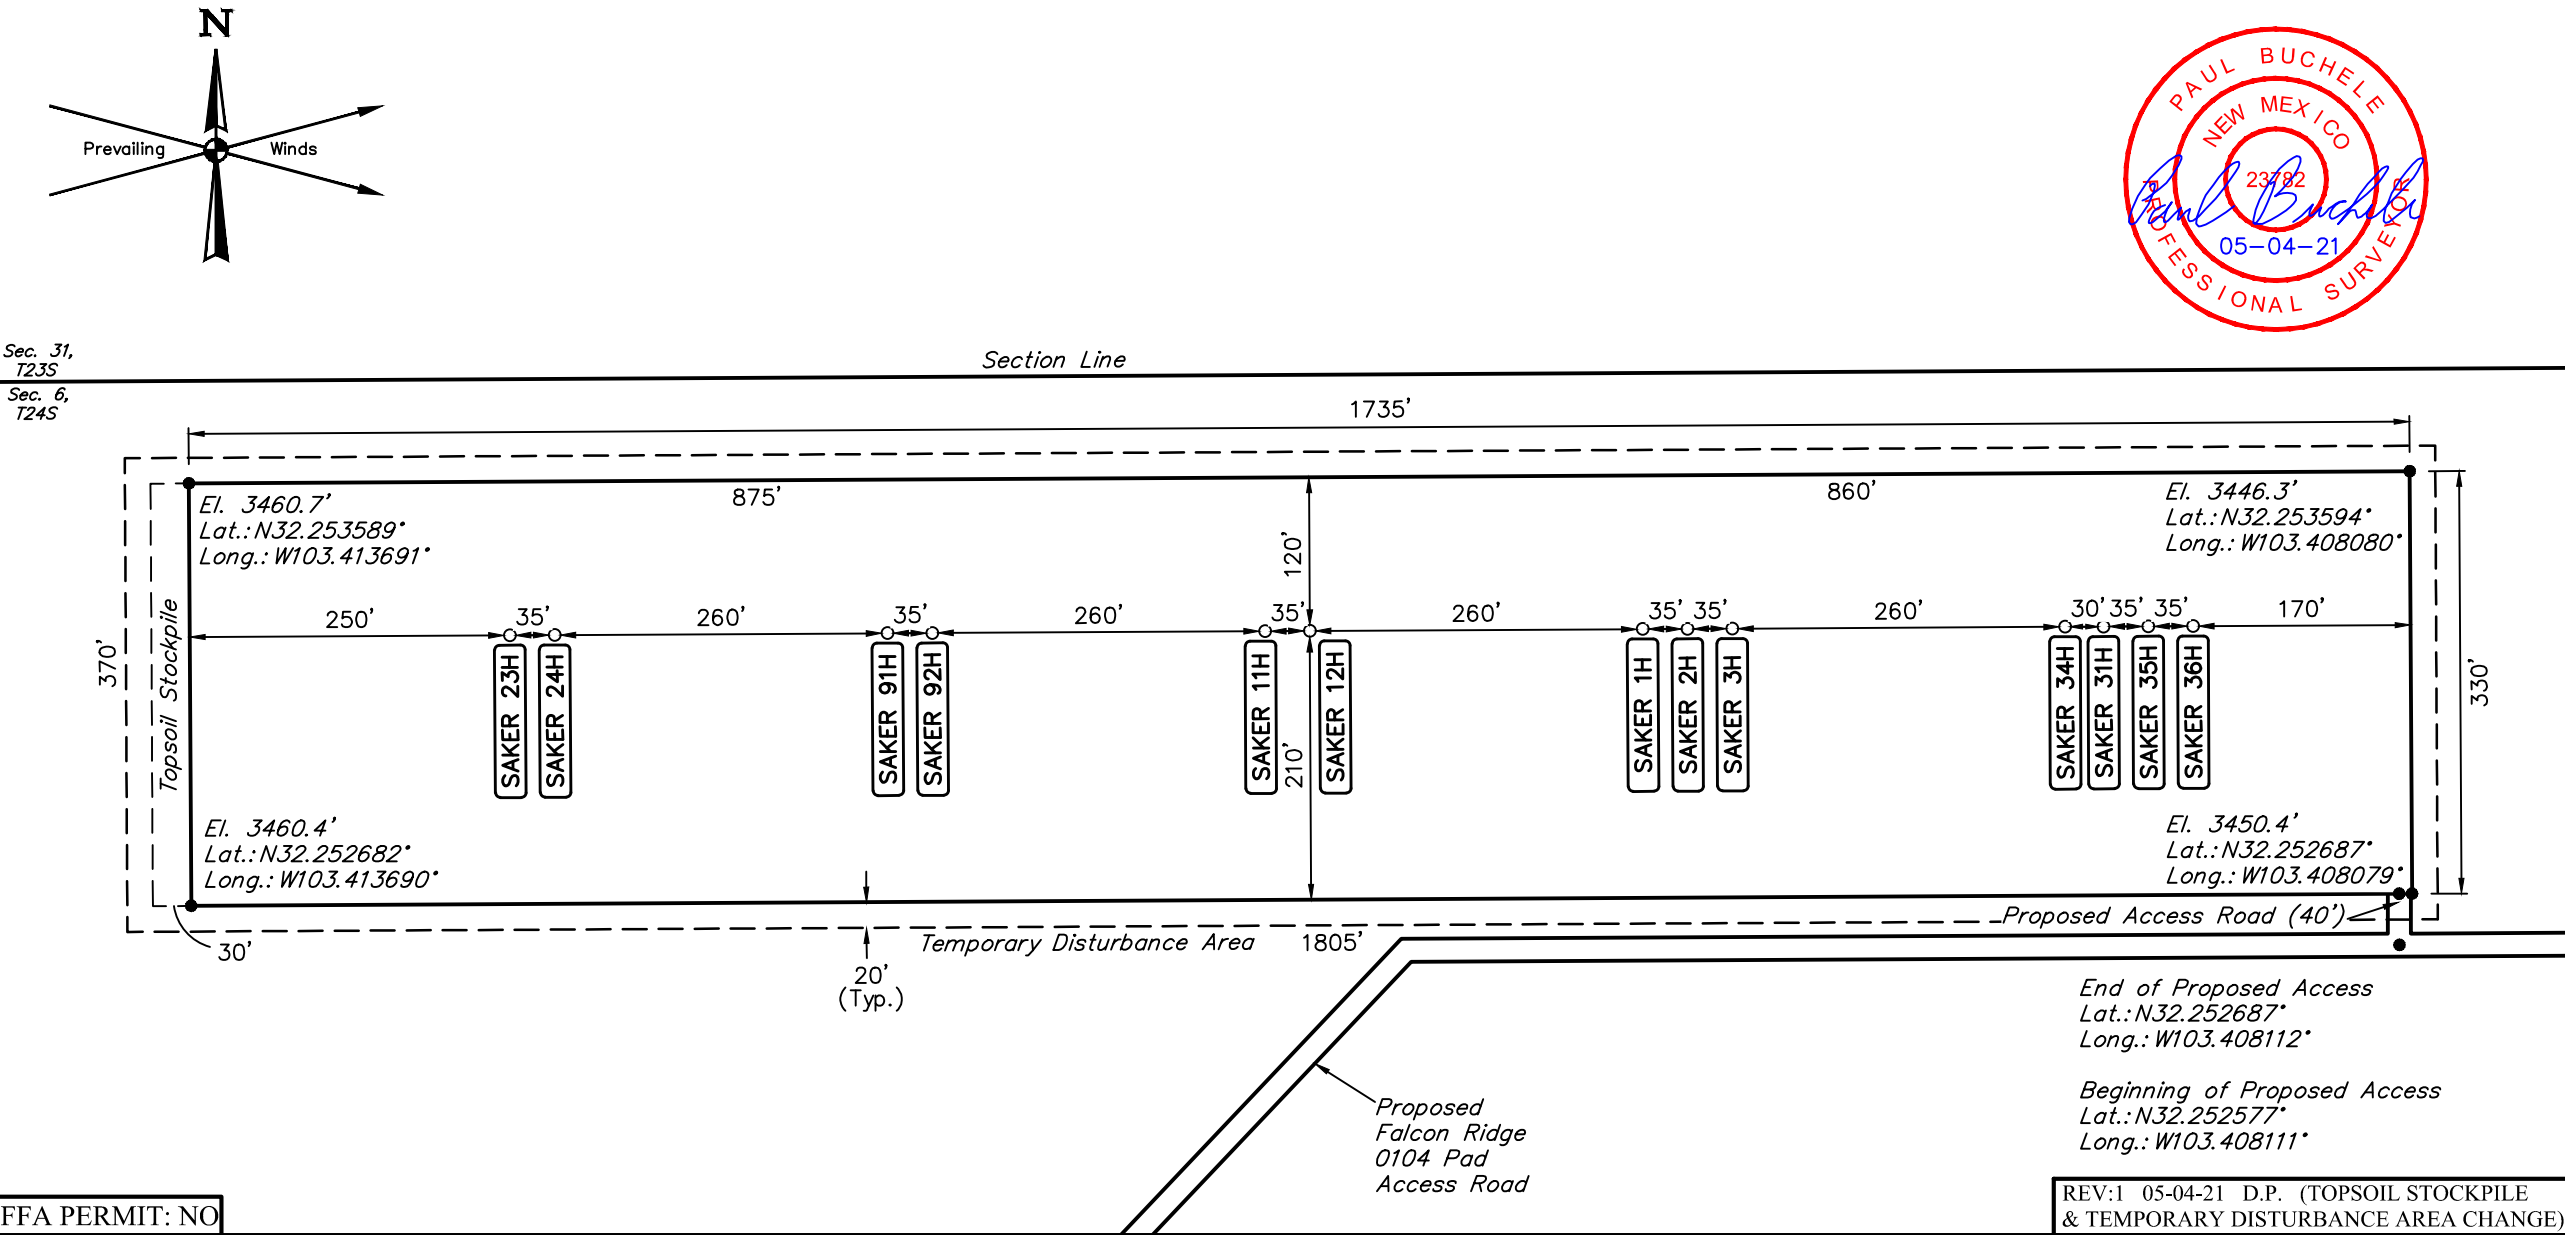 N
Prevailing Winds
PAUL BUCHELE
NEW MEXICO
23782
Paul Buchele
05-04-21
PROFESSIONAL SURVEYOR
Sec. 31,
T23S
Section Line
Sec. 6,
T24S
1735'
875'
860'
El. 3460.7'
Lat.: N32.253589°
Long.: W103.413691°
El. 3446.3'
Lat.: N32.253594°
Long.: W103.408080°
120'
250'
35'
260'
35'
260'
35'
260'
35'
35'
260'
30'
35'
35'
170'
370'
Topsoil Stockpile
SAKER 23H
SAKER 24H
SAKER 91H
SAKER 92H
SAKER 11H
SAKER 12H
SAKER 1H
SAKER 2H
SAKER 3H
SAKER 34H
SAKER 31H
SAKER 35H
SAKER 36H
330'
210'
El. 3460.4'
Lat.: N32.252682°
Long.: W103.413690°
El. 3450.4'
Lat.: N32.252687°
Long.: W103.408079°
30'
Temporary Disturbance Area
1805'
Proposed Access Road (40')
20'
(Typ.)
End of Proposed Access
Lat.: N32.252687°
Long.: W103.408112°
Beginning of Proposed Access
Lat.: N32.252577°
Long.: W103.408111°
Proposed
Falcon Ridge
0104 Pad
Access Road
FFA PERMIT: NO
REV:1 05-04-21 D.P. (TOPSOIL STOCKPILE
& TEMPORARY DISTURBANCE AREA CHANGE)